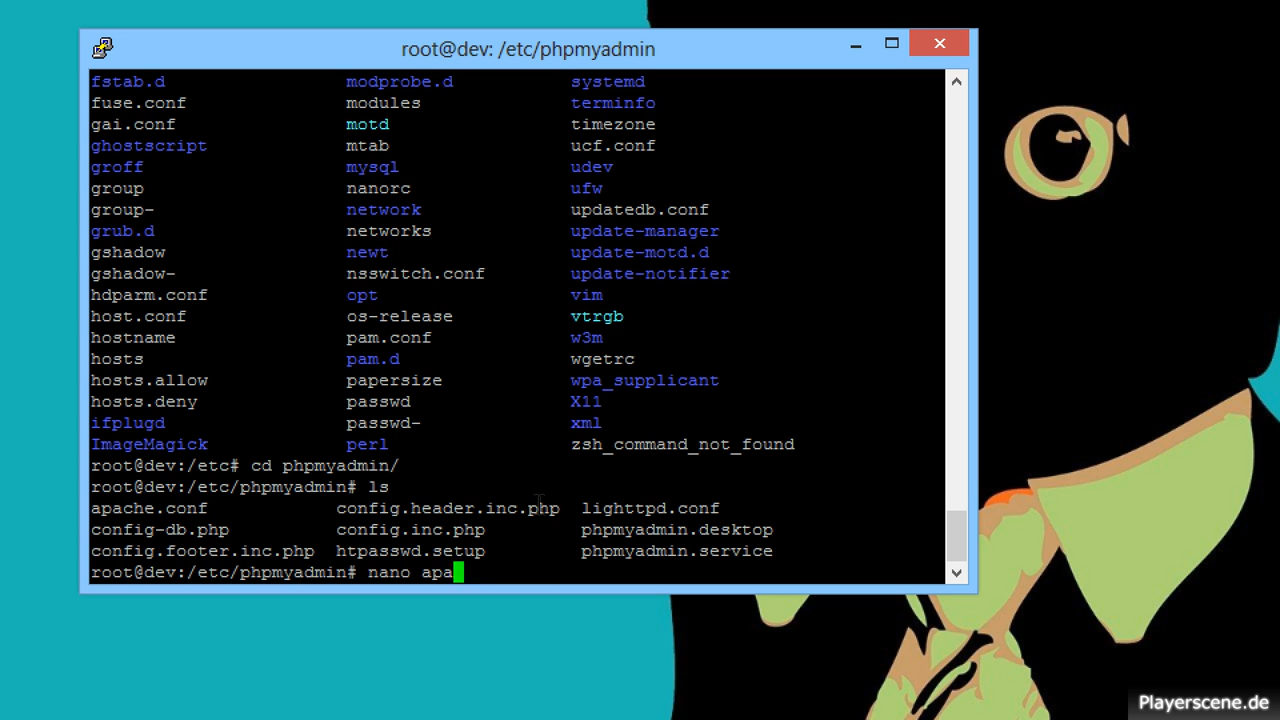 root@dev: /etc/phpmyadmin
fstab.d modprobe.d systemd
fuse.conf modules terminfo
gai.conf motd timezone
ghostscript mtab ucf.conf
groff mysql udev
group nanorc ufw
group- network updatedb.conf
grub.d networks update-manager
gshadow newt update-motd.d
gshadow- nsswitch.conf update-notifier
hdparm.conf opt vim
host.conf os-release vtrgb
hostname pam.conf w3m
hosts pam.d wgetrc
hosts.allow papersize wpa_supplicant
hosts.deny passwd X11
ifplugd passwd- xml
ImageMagick perl zsh_command_not_found
root@dev:/etc# cd phpmyadmin/
root@dev:/etc/phpmyadmin# ls
apache.conf config.header.inc.php lighttpd.conf
config-db.php config.inc.php phpmyadmin.desktop
config.footer.inc.php htpasswd.setup phpmyadmin.service
root@dev:/etc/phpmyadmin# nano apa
Playerscene.de